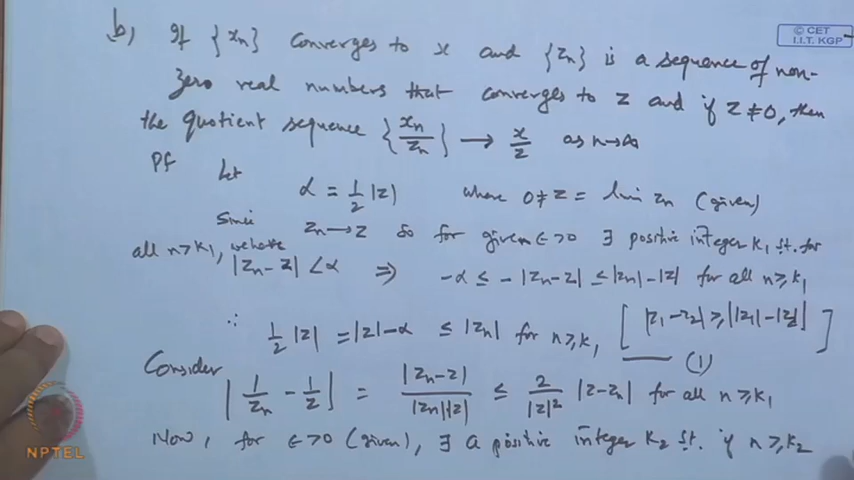 © CET
I.I.T. KGP
b) If {xn} converges to x and {zn} is a sequence of non-
zero real numbers that converges to z and if z ≠ 0, then
the quotient sequence {xn/zn} → x/z as n→∞
Pf Let
α = 1/2 |z| where 0 ≠ z = lim zn (given)
Since zn → z so for given ε > 0 ∃ positive integer K1 s.t. for
all n ≥ K1, we have
|zn - z| < α ⇒ -α ≤ -|zn - z| ≤ |zn| - |z| for all n ≥ K1
∴ 1/2 |z| = |z| - α ≤ |zn| for n ≥ K1 [ |z1 - z2| ≥ ||z1| - |z2|| ]
(1)
Consider
|1/zn - 1/z| = |zn - z| / |zn||z| ≤ 2/|z|² |z - zn| for all n ≥ K1
Now, for ε > 0 (given), ∃ a positive integer K2 s.t. if n ≥ K2
NPTEL